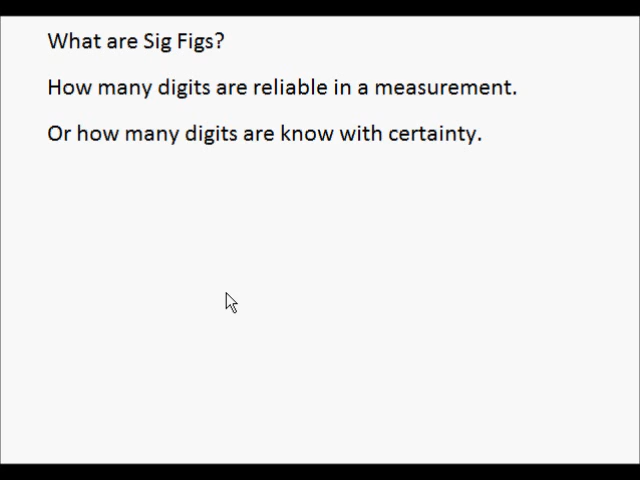 What are Sig Figs?
How many digits are reliable in a measurement.
Or how many digits are know with certainty.